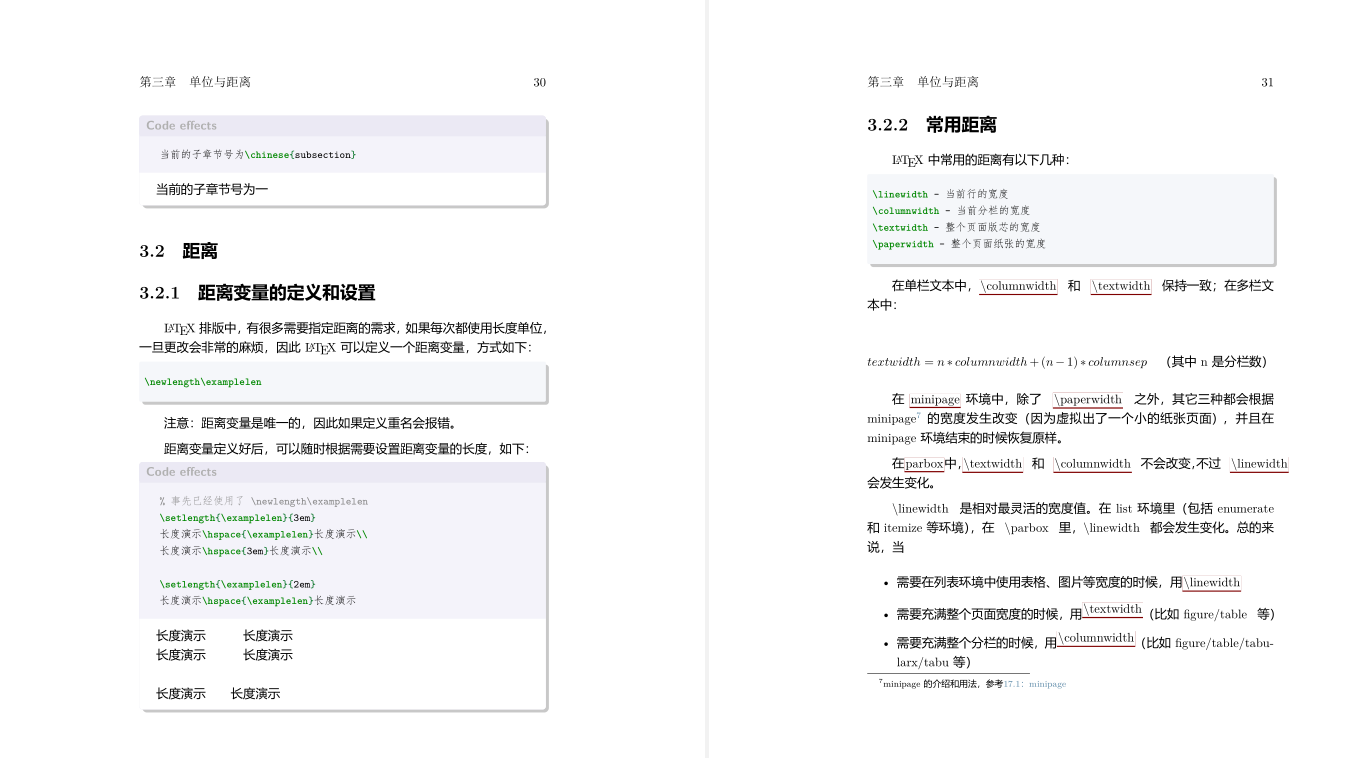 第三章 单位与距离 30
Code effects
当前的子章节号为\chinese{subsection}
当前的子章节号为一
3.2 距离
3.2.1 距离变量的定义和设置
LATEX 排版中，有很多需要指定距离的需求，如果每次都使用长度单位，
一旦更改会非常的麻烦，因此 LATEX 可以定义一个距离变量，方式如下：
\newlength\examplelen
注意：距离变量是唯一的，因此如果定义重名会报错。
距离变量定义好后，可以随时根据需要设置距离变量的长度，如下：
Code effects
% 事先已经使用了 \newlength\examplelen
\setlength{\examplelen}{3em}
长度演示\hspace{\examplelen}长度演示\\
长度演示\hspace{3em}长度演示\\
\setlength{\examplelen}{2em}
长度演示\hspace{\examplelen}长度演示
长度演示 长度演示
长度演示 长度演示
长度演示 长度演示
第三章 单位与距离 31
3.2.2 常用距离
LATEX 中常用的距离有以下几种：
\linewidth - 当前行的宽度
\columnwidth - 当前分栏的宽度
\textwidth - 整个页面版芯的宽度
\paperwidth - 整个页面纸张的宽度
在单栏文本中，\columnwidth 和 \textwidth 保持一致；在多栏文
本中：
textwidth = n * columnwidth + (n − 1) * columnsep （其中 n 是分栏数）
在 minipage 环境中，除了 \paperwidth 之外，其它三种都会根据
minipage⁷ 的宽度发生改变（因为虚拟出了一个小的纸张页面），并且在
minipage 环境结束的时候恢复原样。
在parbox中,\textwidth 和 \columnwidth 不会改变,不过 \linewidth
会发生变化。
\linewidth 是相对最灵活的宽度值。在 list 环境里（包括 enumerate
和 itemize 等环境），在 \parbox 里，\linewidth 都会发生变化。总的来
说，当
• 需要在列表环境中使用表格、图片等宽度的时候，用\linewidth
• 需要充满整个页面宽度的时候，用\textwidth（比如 figure/table 等）
• 需要充满整个分栏的时候，用\columnwidth（比如 figure/table/tabu-
larx/tabu 等）
⁷minipage 的介绍和用法，参考17.1：minipage